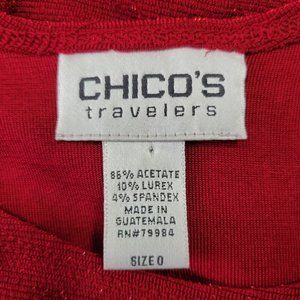 CHICO'S
travelers
86% ACETATE
10% LUREX
4% SPANDEX
MADE IN
GUATEMALA
RN#79984
SIZE 0